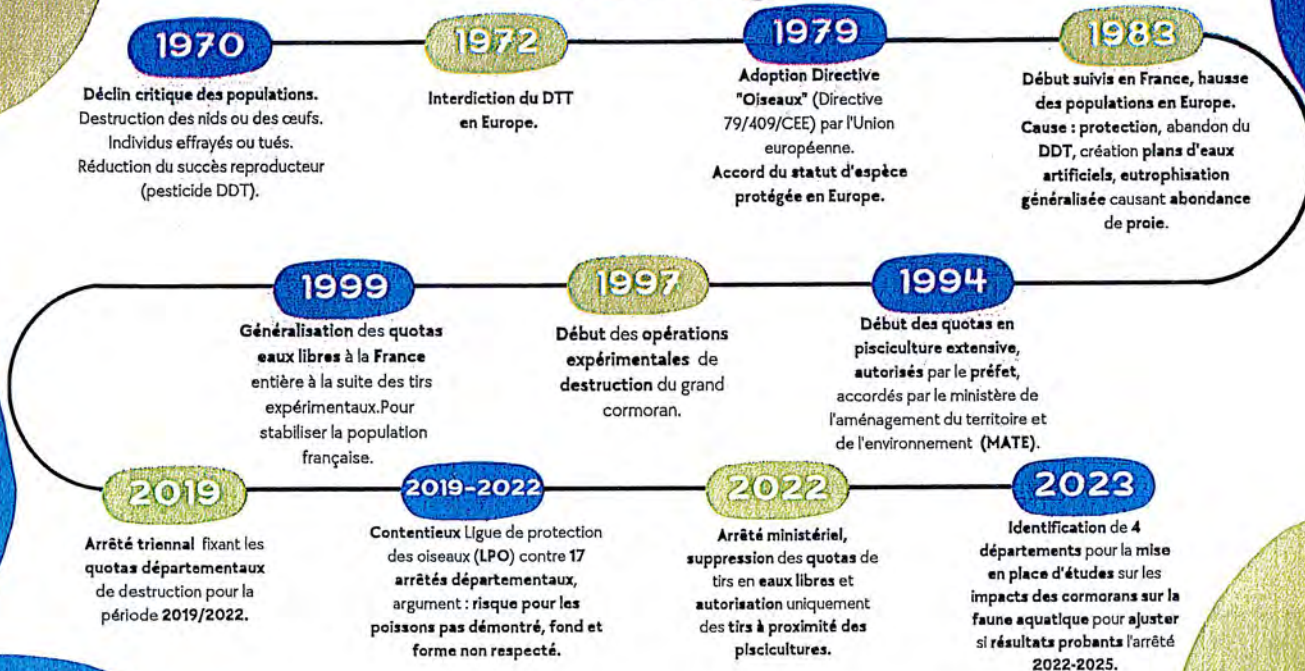 1970
Déclin critique des populations.
Destruction des nids ou des œufs.
Individus effrayés ou tués.
Réduction du succès reproducteur
(pesticide DDT).
1972
Interdiction du DTT
en Europe.
1979
Adoption Directive
"Oiseaux" (Directive
79/409/CEE) par l'Union
européenne.
Accord du statut d'espèce
protégée en Europe.
1983
Début suivis en France, hausse
des populations en Europe.
Cause : protection, abandon du
DDT, création plans d'eaux
artificiels, eutrophisation
généralisée causant abondance
de proie.
1994
Début des quotas en
pisciculture extensive,
autorisés par le préfet,
accordés par le ministère de
l'aménagement du territoire et
de l'environnement (MATE).
1997
Début des opérations
expérimentales de
destruction du grand
cormoran.
1999
Généralisation des quotas
eaux libres à la France
entière à la suite des tirs
expérimentaux.Pour
stabiliser la population
française.
2019
Arrêté triennal fixant les
quotas départementaux
de destruction pour la
période 2019/2022.
2019-2022
Contentieux Ligue de protection
des oiseaux (LPO) contre 17
arrêtés départementaux,
argument : risque pour les
poissons pas démontré, fond et
forme non respecté.
2022
Arrêté ministériel,
suppression des quotas de
tirs en eaux libres et
autorisation uniquement
des tirs à proximité des
piscicultures.
2023
Identification de 4
départements pour la mise
en place d'études sur les
impacts des cormorans sur la
faune aquatique pour ajuster
si résultats probants l'arrêté
2022-2025.